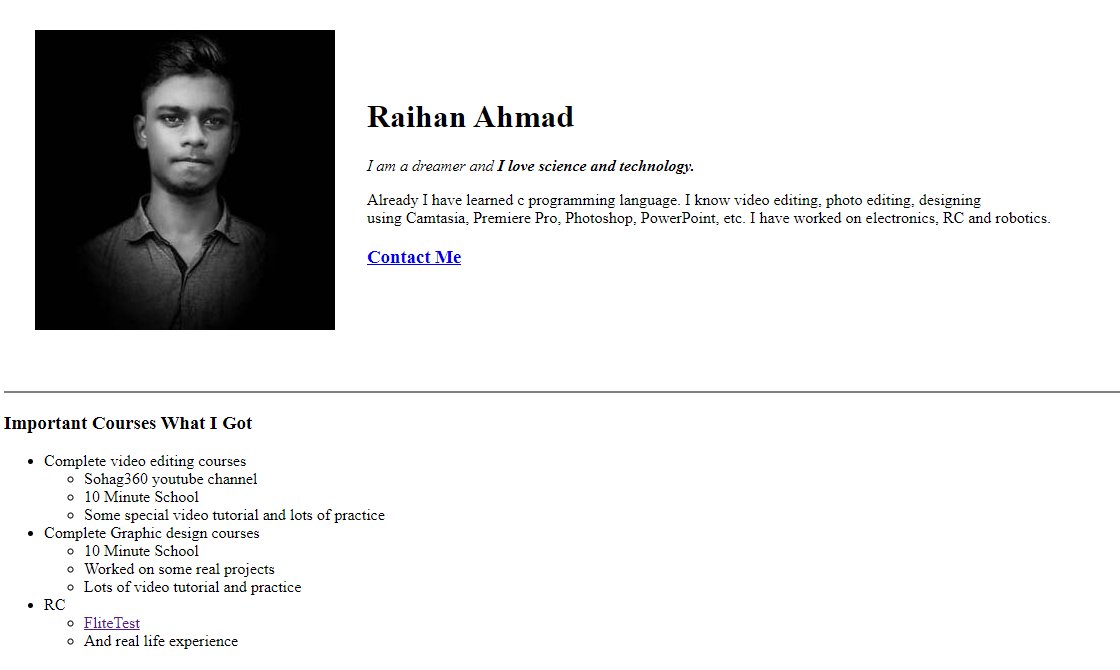 Raihan Ahmad
I am a dreamer and I love science and technology.
Already I have learned c programming language. I know video editing, photo editing, designing
using Camtasia, Premiere Pro, Photoshop, PowerPoint, etc. I have worked on electronics, RC and robotics.
Contact Me
Important Courses What I Got
Complete video editing courses
Sohag360 youtube channel
10 Minute School
Some special video tutorial and lots of practice
Complete Graphic design courses
10 Minute School
Worked on some real projects
Lots of video tutorial and practice
RC
FliteTest
And real life experience